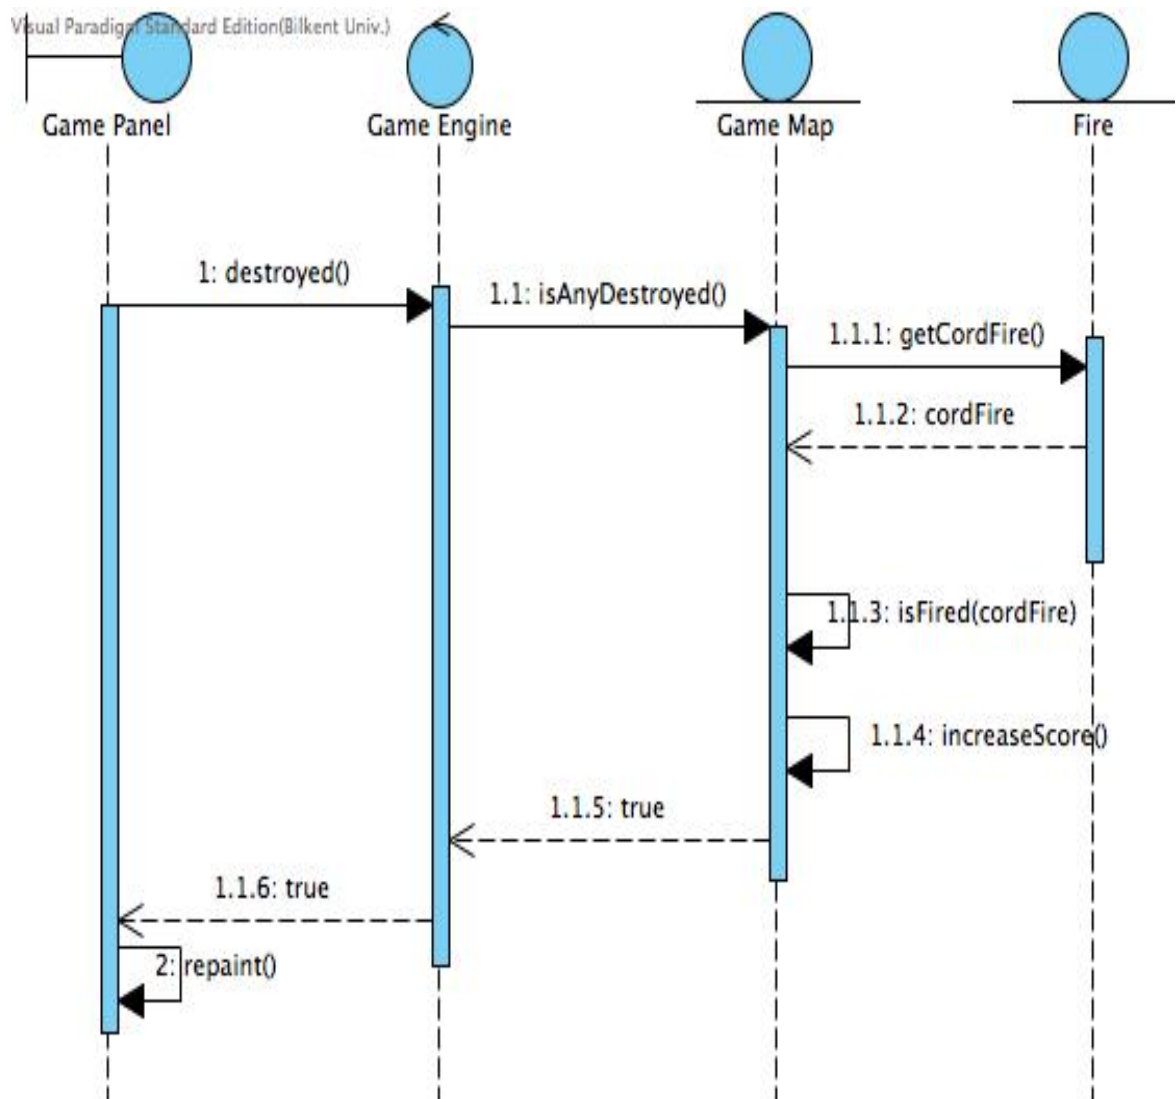 Visual Paradigm Standard Edition(Bilkent Univ.)
Game Panel
Game Engine
Game Map
Fire
1: destroyed()
1.1: isAnyDestroyed()
1.1.1: getCordFire()
1.1.2: cordFire
1.1.3: isFired(cordFire)
1.1.4: increaseScore()
1.1.5: true
1.1.6: true
2: repaint()